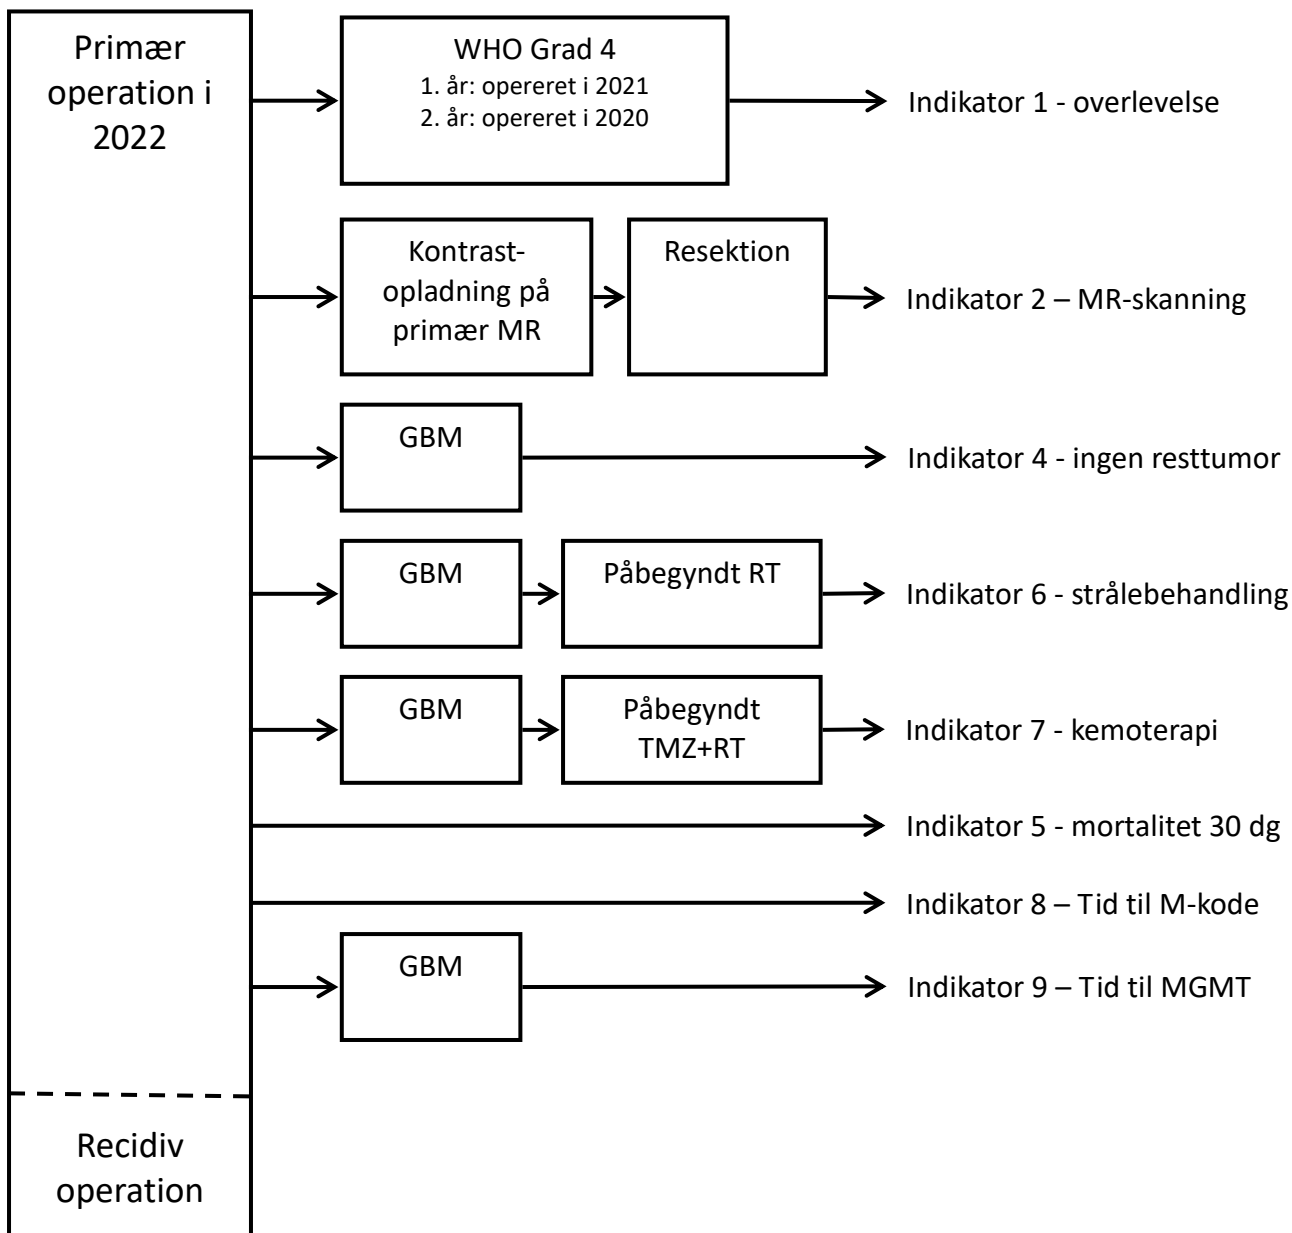 Primær
operation i
2022
WHO Grad 4
1. år: opereret i 2021
2. år: opereret i 2020
Indikator 1 - overlevelse
Kontrast-
opladning på
primær MR
Resektion
Indikator 2 – MR-skanning
GBM
Indikator 4 - ingen resttumor
GBM
Påbegyndt RT
Indikator 6 - strålebehandling
GBM
Påbegyndt
TMZ+RT
Indikator 7 - kemoterapi
Indikator 5 - mortalitet 30 dg
Indikator 8 – Tid til M-kode
GBM
Indikator 9 – Tid til MGMT
Recidiv
operation